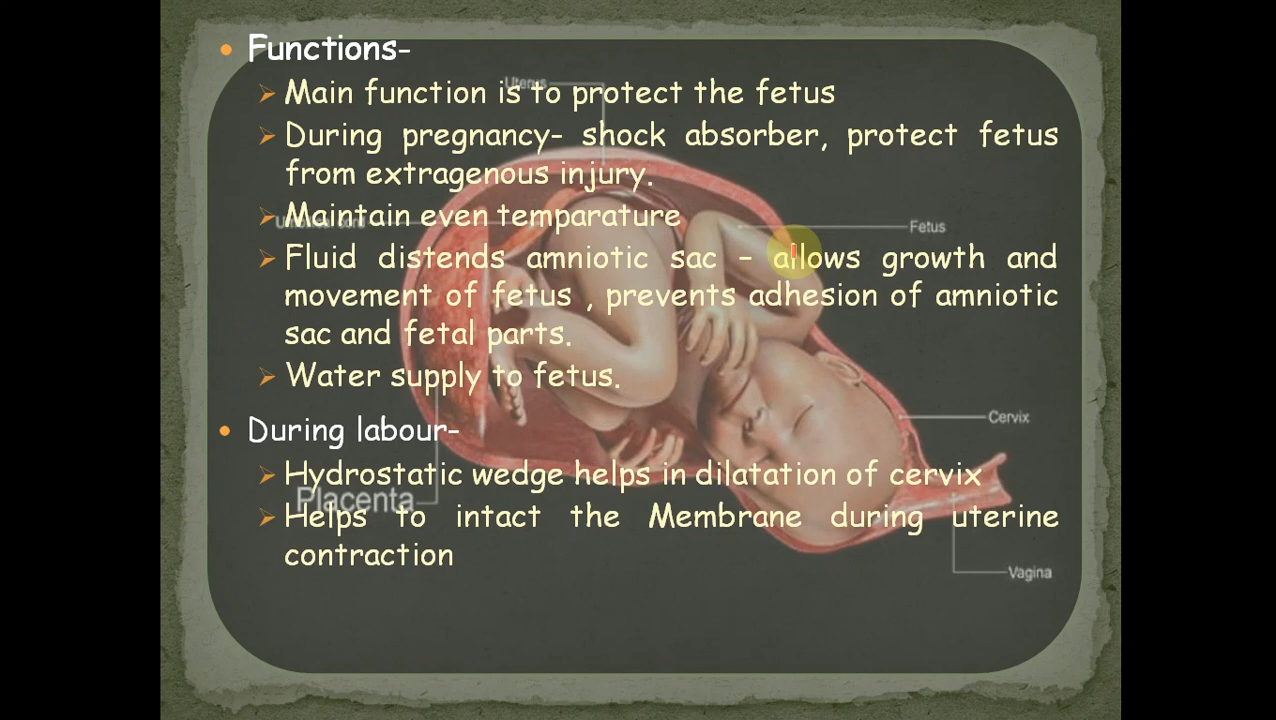 Functions-
Uterus
Main function is to protect the fetus
During pregnancy- shock absorber, protect fetus
from extragenous injury.
Maintain even temparature
Fetus
Fluid distends amniotic sac – allows growth and
movement of fetus , prevents adhesion of amniotic
sac and fetal parts.
Water supply to fetus.
Cervix
During labour-
Hydrostatic wedge helps in dilatation of cervix
Placenta
Helps to intact the Membrane during uterine
contraction
Vagina